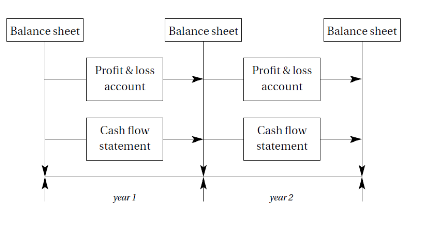 Balance sheet
Balance sheet
Balance sheet
Profit & loss
account
Profit & loss
account
Cash flow
statement
Cash flow
statement
year 1
year 2